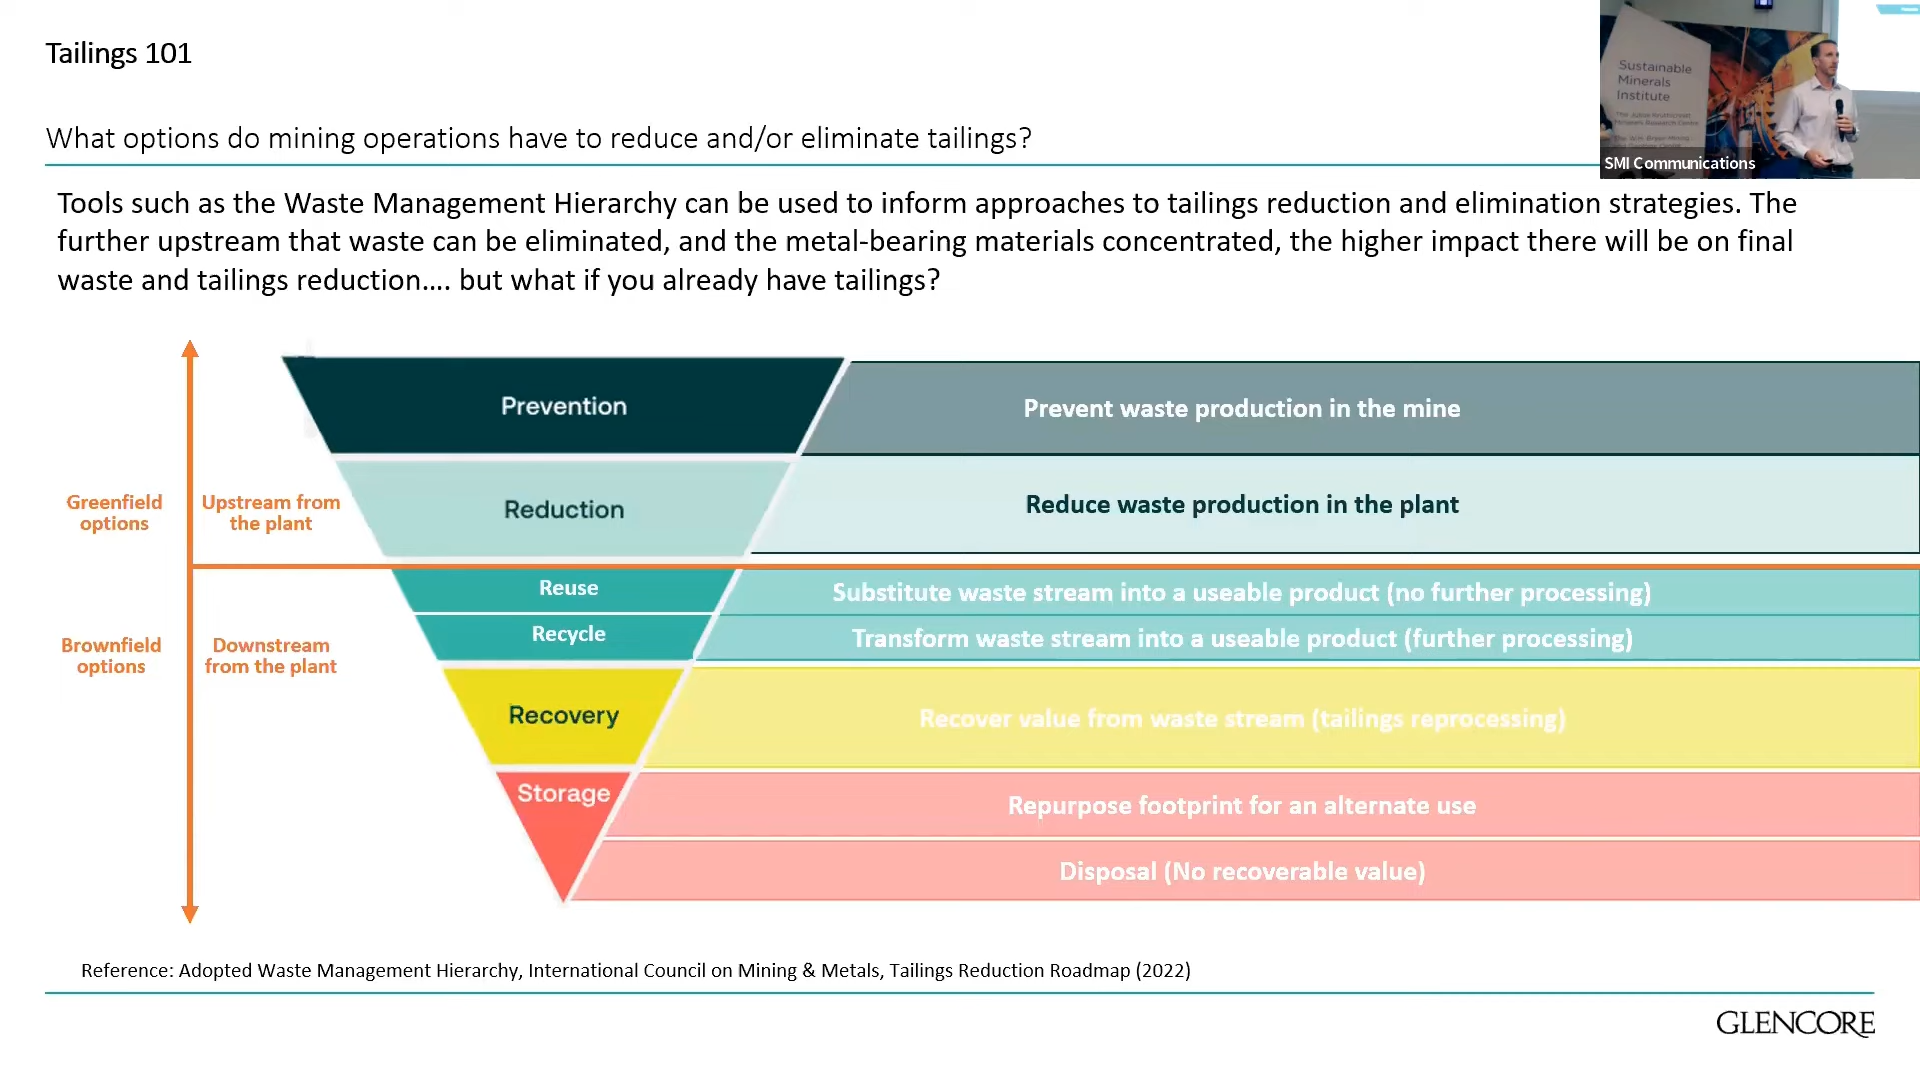 Tailings 101
What options do mining operations have to reduce and/or eliminate tailings?
Sustainable
Minerals
Institute
SMI Communications
Tools such as the Waste Management Hierarchy can be used to inform approaches to tailings reduction and elimination strategies. The
further upstream that waste can be eliminated, and the metal-bearing materials concentrated, the higher impact there will be on final
waste and tailings reduction.... but what if you already have tailings?
Prevention
Prevent waste production in the mine
Greenfield
options
Upstream from
the plant
Reduction
Reduce waste production in the plant
Reuse
Substitute waste stream into a useable product (no further processing)
Brownfield
options
Downstream
from the plant
Recycle
Transform waste stream into a useable product (further processing)
Recovery
Recover value from waste stream (tailings reprocessing)
Storage
Repurpose footprint for an alternate use
Disposal (No recoverable value)
Reference: Adopted Waste Management Hierarchy, International Council on Mining & Metals, Tailings Reduction Roadmap (2022)
GLENCORE